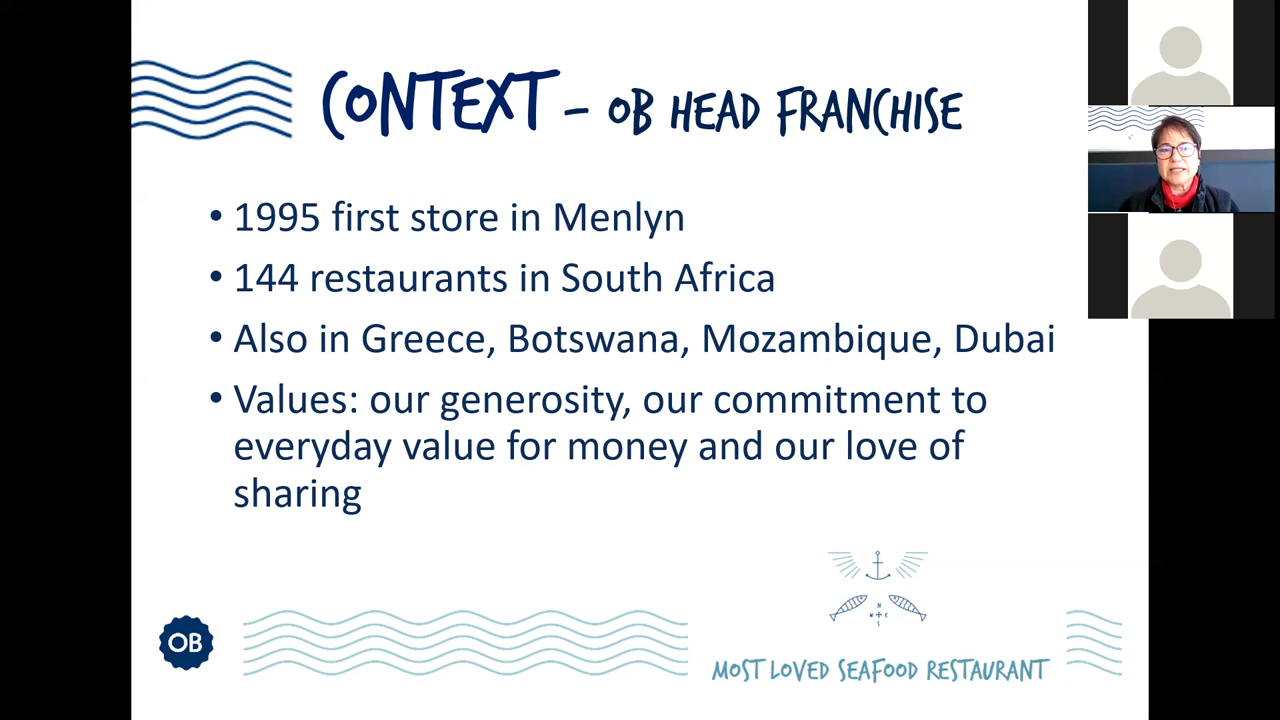 CONTEXT – OB HEAD FRANCHISE
• 1995 first store in Menlyn
• 144 restaurants in South Africa
• Also in Greece, Botswana, Mozambique, Dubai
• Values: our generosity, our commitment to
everyday value for money and our love of
sharing
N
W E
S
OB
MOST LOVED SEAFOOD RESTAURANT